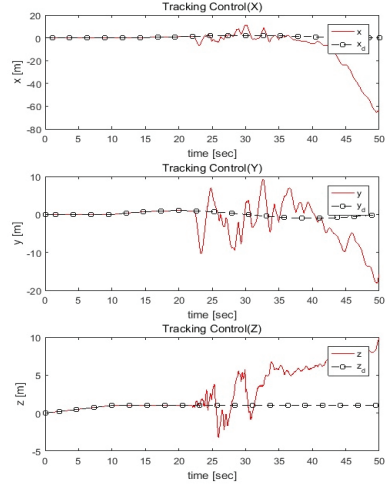 Tracking Control(X)
20
0
-20
-40
-60
-80
x [m]
x
x_d
0 5 10 15 20 25 30 35 40 45 50
time [sec]
Tracking Control(Y)
10
0
-10
-20
y [m]
y
y_d
0 5 10 15 20 25 30 35 40 45 50
time [sec]
Tracking Control(Z)
10
5
0
-5
z [m]
z
z_d
0 5 10 15 20 25 30 35 40 45 50
time [sec]